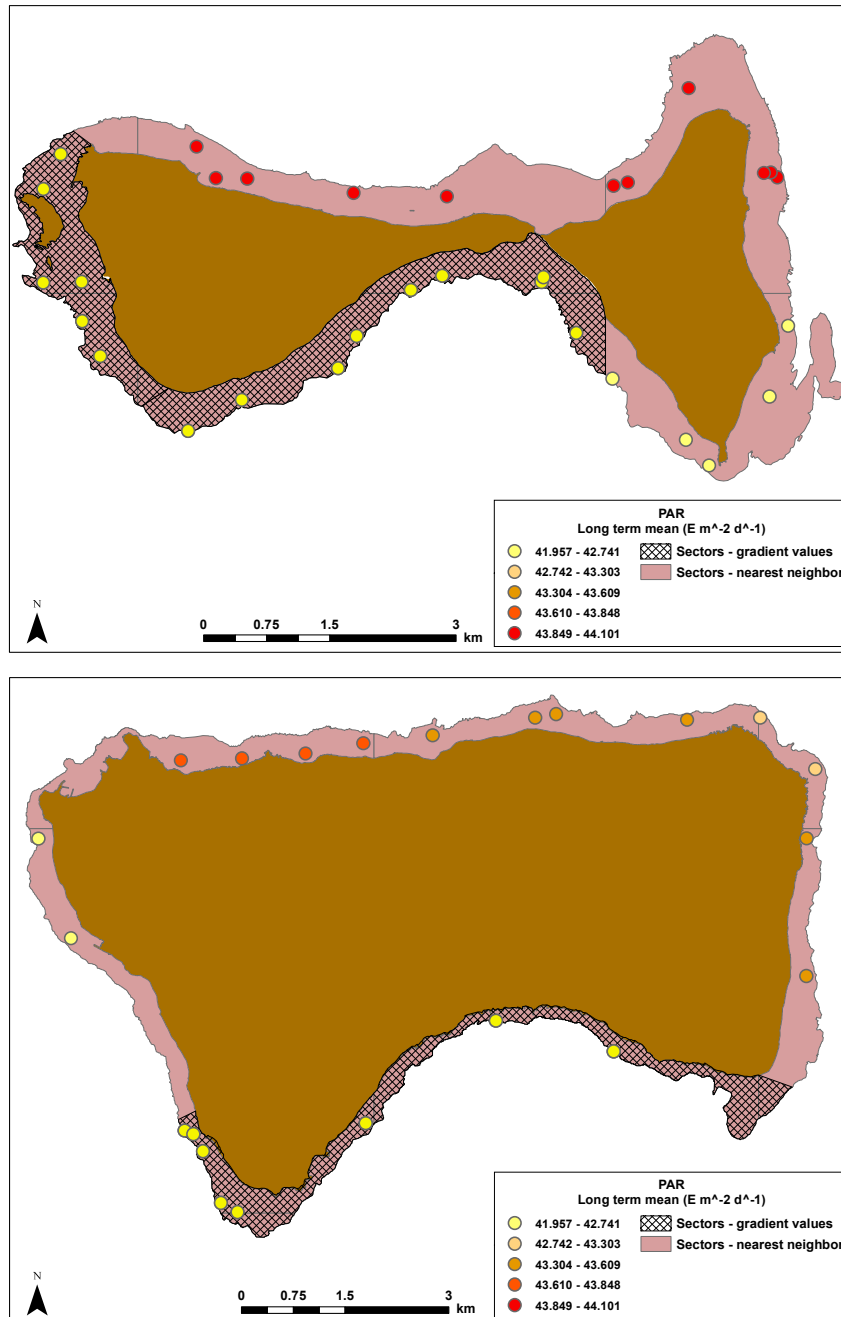 PAR
Long term mean (E m^-2 d^-1)
41.957 - 42.741
Sectors - gradient values
42.742 - 43.303
Sectors - nearest neighbor
43.304 - 43.609
43.610 - 43.848
43.849 - 44.101
N
0 0.75 1.5 3
km
PAR
Long term mean (E m^-2 d^-1)
41.957 - 42.741
Sectors - gradient values
42.742 - 43.303
Sectors - nearest neighbor
43.304 - 43.609
43.610 - 43.848
43.849 - 44.101
N
0 0.75 1.5 3
km